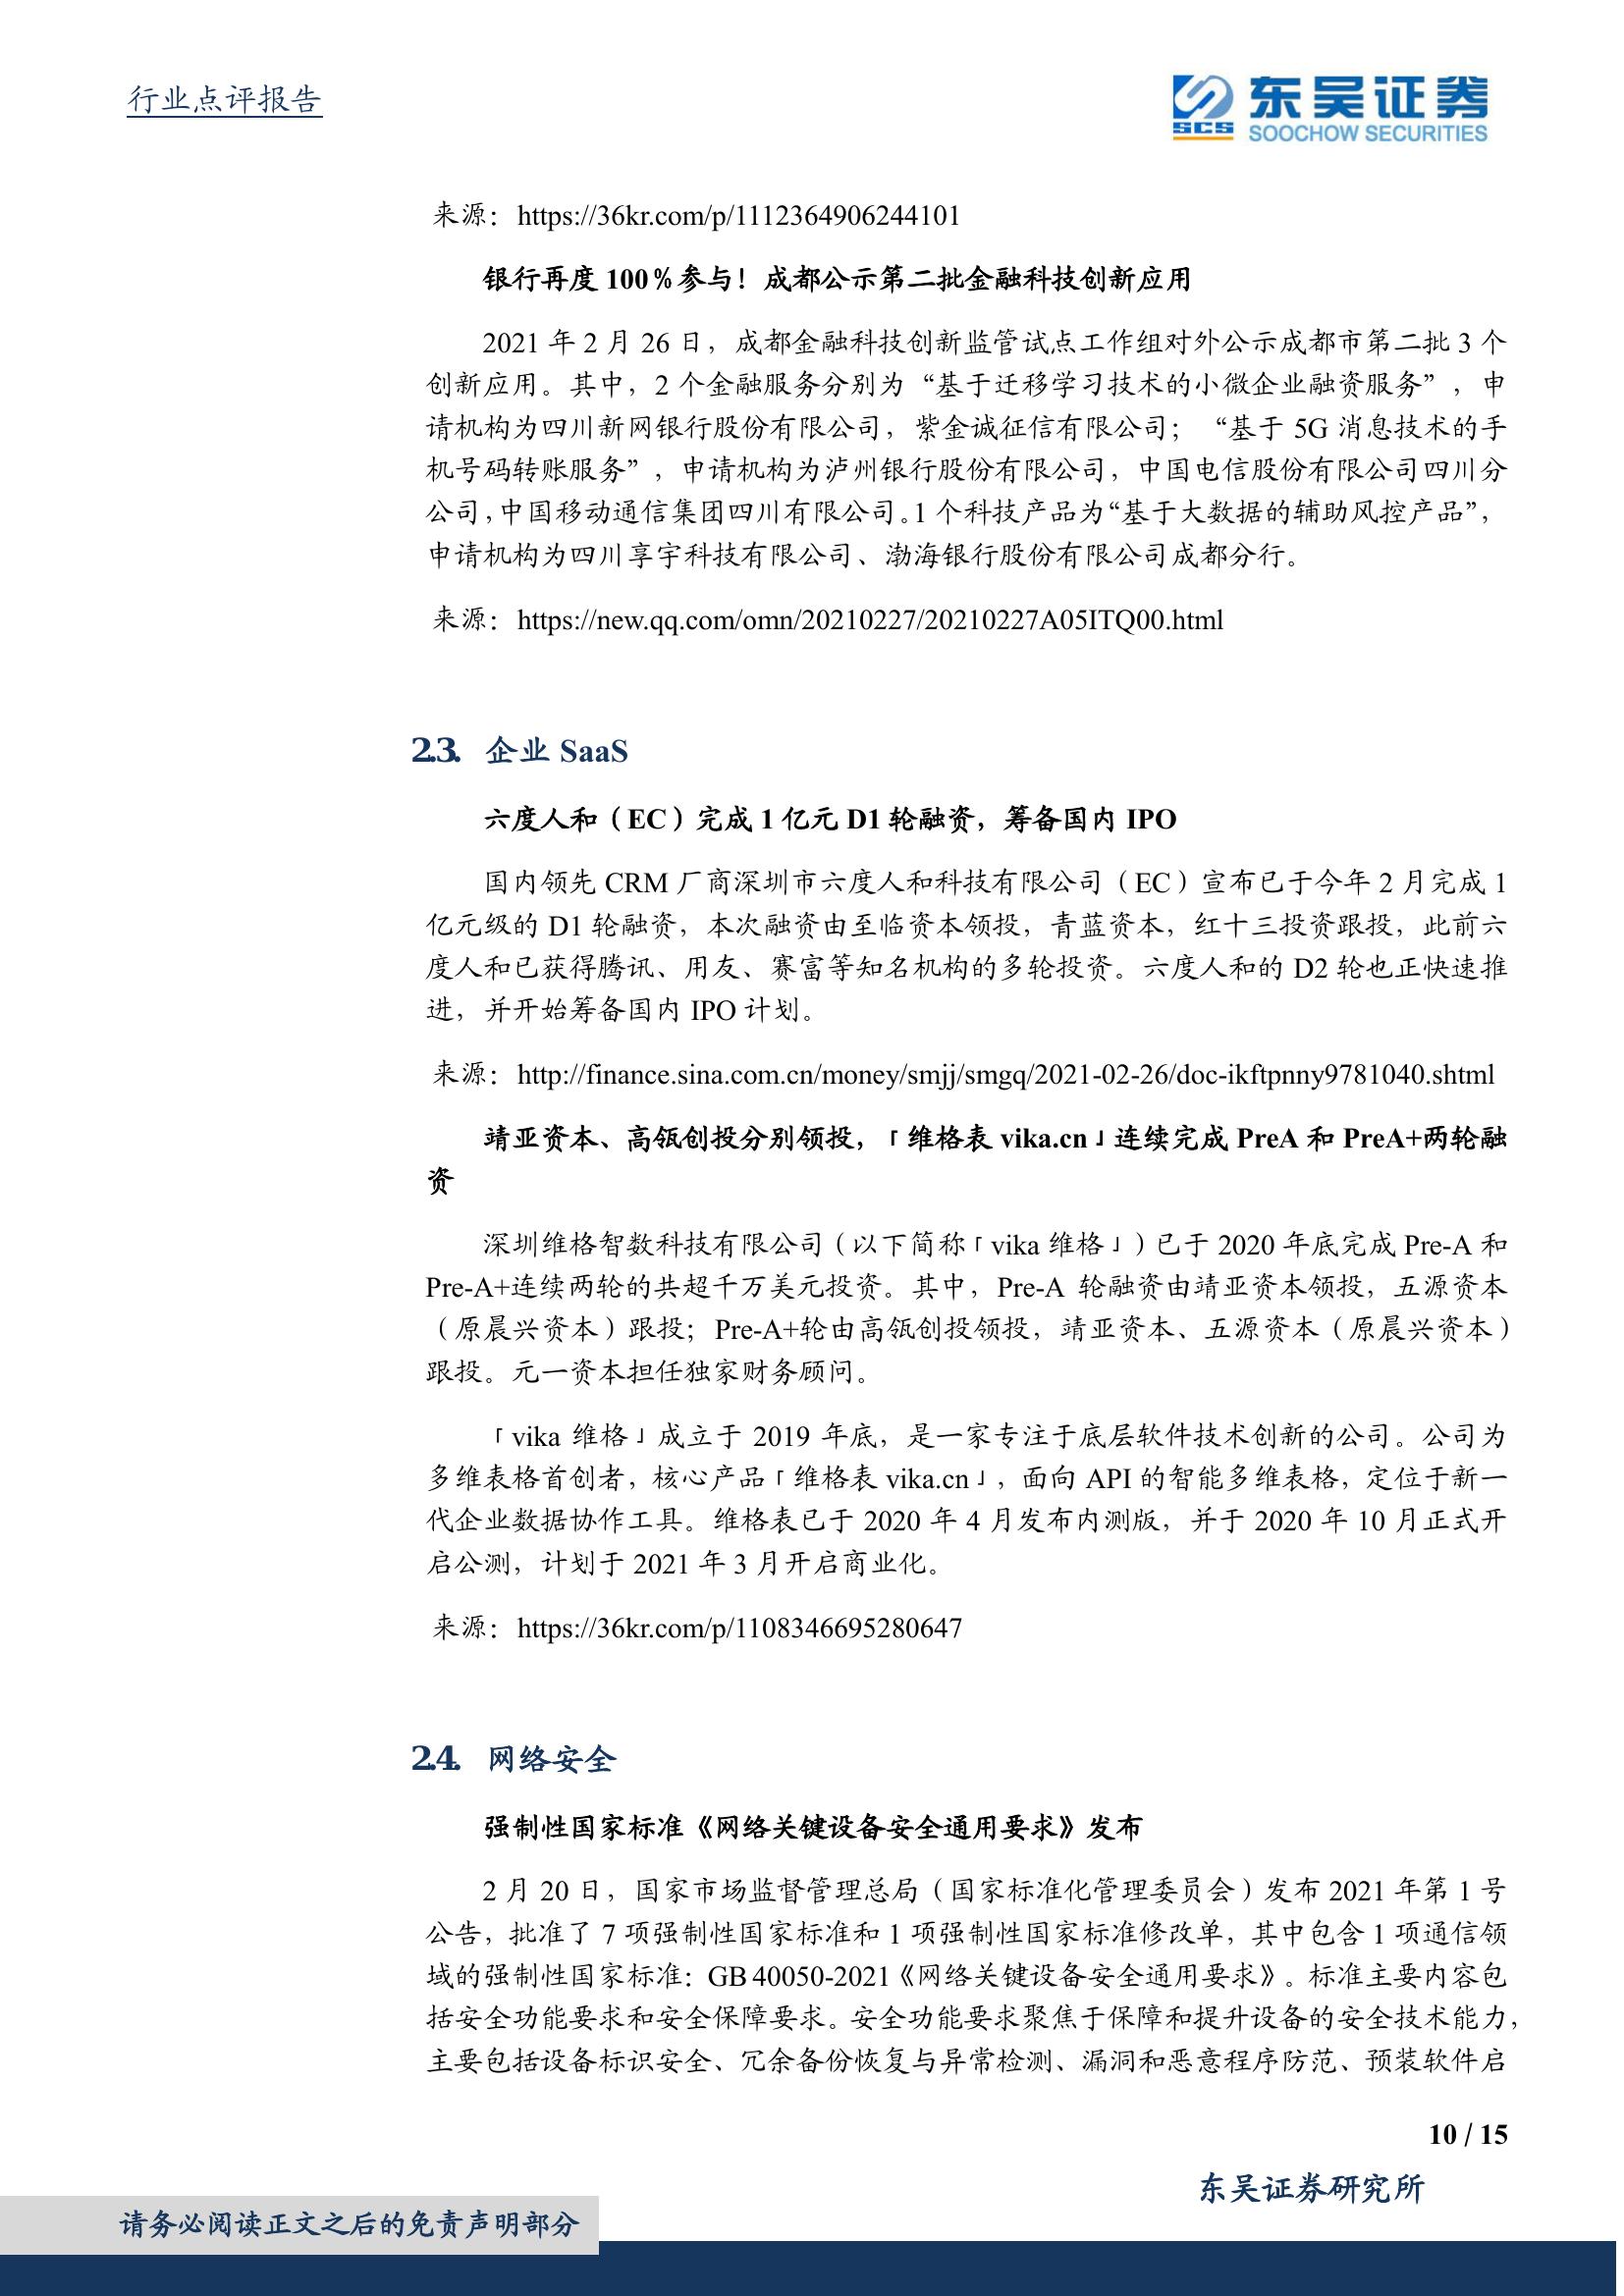 行业点评报告
SCS 东吴证券
SOOCHOW SECURITIES
来源：https://36kr.com/p/1112364906244101
银行再度 100％参与！成都公示第二批金融科技创新应用
2021 年 2 月 26 日，成都金融科技创新监管试点工作组对外公示成都市第二批 3 个
创新应用。其中，2 个金融服务分别为“基于迁移学习技术的小微企业融资服务”，申
请机构为四川新网银行股份有限公司，紫金诚征信有限公司；“基于 5G 消息技术的手
机号码转账服务”，申请机构为泸州银行股份有限公司，中国电信股份有限公司四川分
公司，中国移动通信集团四川有限公司。1 个科技产品为“基于大数据的辅助风控产品”，
申请机构为四川享宇科技有限公司、渤海银行股份有限公司成都分行。
来源：https://new.qq.com/omn/20210227/20210227A05ITQ00.html
2.3. 企业 SaaS
六度人和（EC）完成 1 亿元 D1 轮融资，筹备国内 IPO
国内领先 CRM 厂商深圳市六度人和科技有限公司（EC）宣布已于今年 2 月完成 1
亿元级的 D1 轮融资，本次融资由至临资本领投，青蓝资本，红十三投资跟投，此前六
度人和已获得腾讯、用友、赛富等知名机构的多轮投资。六度人和的 D2 轮也正快速推
进，并开始筹备国内 IPO 计划。
来源：http://finance.sina.com.cn/money/smjj/smgq/2021-02-26/doc-ikftpnny9781040.shtml
靖亚资本、高瓴创投分别领投，「维格表 vika.cn」连续完成 PreA 和 PreA+两轮融
资
深圳维格智数科技有限公司（以下简称「vika 维格」）已于 2020 年底完成 Pre-A 和
Pre-A+连续两轮的共超千万美元投资。其中，Pre-A 轮融资由靖亚资本领投，五源资本
（原晨兴资本）跟投；Pre-A+轮由高瓴创投领投，靖亚资本、五源资本（原晨兴资本）
跟投。元一资本担任独家财务顾问。
「vika 维格」成立于 2019 年底，是一家专注于底层软件技术创新的公司。公司为
多维表格首创者，核心产品「维格表 vika.cn」，面向 API 的智能多维表格，定位于新一
代企业数据协作工具。维格表已于 2020 年 4 月发布内测版，并于 2020 年 10 月正式开
启公测，计划于 2021 年 3 月开启商业化。
来源：https://36kr.com/p/1108346695280647
2.4. 网络安全
强制性国家标准《网络关键设备安全通用要求》发布
2 月 20 日，国家市场监督管理总局（国家标准化管理委员会）发布 2021 年第 1 号
公告，批准了 7 项强制性国家标准和 1 项强制性国家标准修改单，其中包含 1 项通信领
域的强制性国家标准：GB 40050-2021《网络关键设备安全通用要求》。标准主要内容包
括安全功能要求和安全保障要求。安全功能要求聚焦于保障和提升设备的安全技术能力，
主要包括设备标识安全、冗余备份恢复与异常检测、漏洞和恶意程序防范、预装软件启
10 / 15
东吴证券研究所
请务必阅读正文之后的免责声明部分